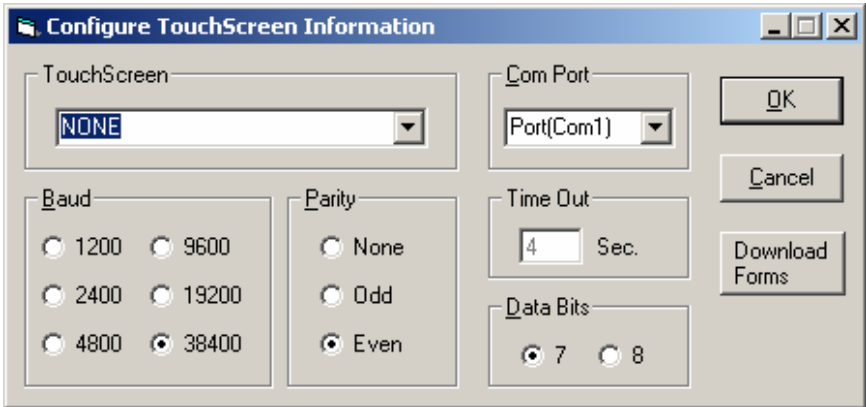 Configure TouchScreen Information
TouchScreen
NONE
Com Port
Port(Com1)
OK
Cancel
Download
Forms
Baud
1200 9600
2400 19200
4800 38400
Parity
None
Odd
Even
Time Out
4 Sec.
Data Bits
7 8